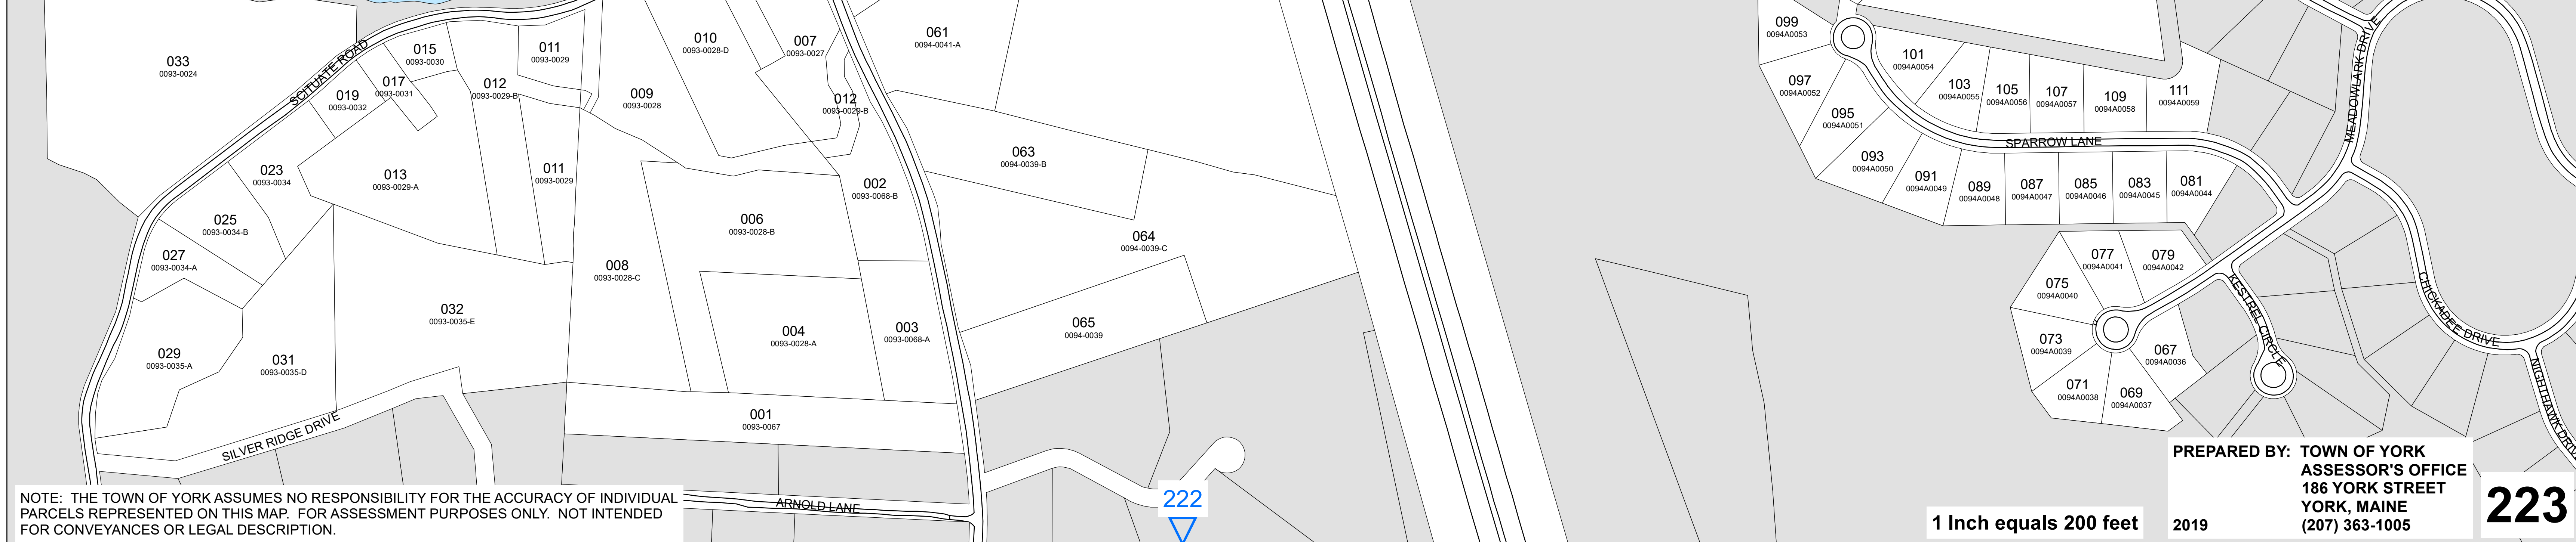 033
0093-0024
SCITUATE ROAD
015
0093-0030
017
0093-0031
019
0093-0032
011
0093-0029
012
0093-0029-B
010
0093-0028-D
007
0093-0027
009
0093-0028
012
0093-0029-B
061
0094-0041-A
063
0094-0039-B
023
0093-0034
013
0093-0029-A
011
0093-0029
002
0093-0068-B
025
0093-0034-B
006
0093-0028-B
064
0094-0039-C
027
0093-0034-A
008
0093-0028-C
032
0093-0035-E
004
0093-0028-A
003
0093-0068-A
065
0094-0039
029
0093-0035-A
031
0093-0035-D
001
0093-0067
SILVER RIDGE DRIVE
ARNOLD LANE
222
099
0094A0053
101
0094A0054
097
0094A0052
103
0094A0055
105
0094A0056
107
0094A0057
109
0094A0058
111
0094A0059
095
0094A0051
SPARROW LANE
MEADOWLARK DRIVE
093
0094A0050
091
0094A0049
089
0094A0048
087
0094A0047
085
0094A0046
083
0094A0045
081
0094A0044
077
0094A0041
079
0094A0042
075
0094A0040
073
0094A0039
067
0094A0036
071
0094A0038
069
0094A0037
KESTREL CIRCLE
CHICKADEE DRIVE
NIGHTHAWK DRIV
NOTE: THE TOWN OF YORK ASSUMES NO RESPONSIBILITY FOR THE ACCURACY OF INDIVIDUAL
PARCELS REPRESENTED ON THIS MAP. FOR ASSESSMENT PURPOSES ONLY. NOT INTENDED
FOR CONVEYANCES OR LEGAL DESCRIPTION.
1 Inch equals 200 feet
PREPARED BY: TOWN OF YORK
ASSESSOR'S OFFICE
186 YORK STREET
YORK, MAINE
2019 (207) 363-1005
223